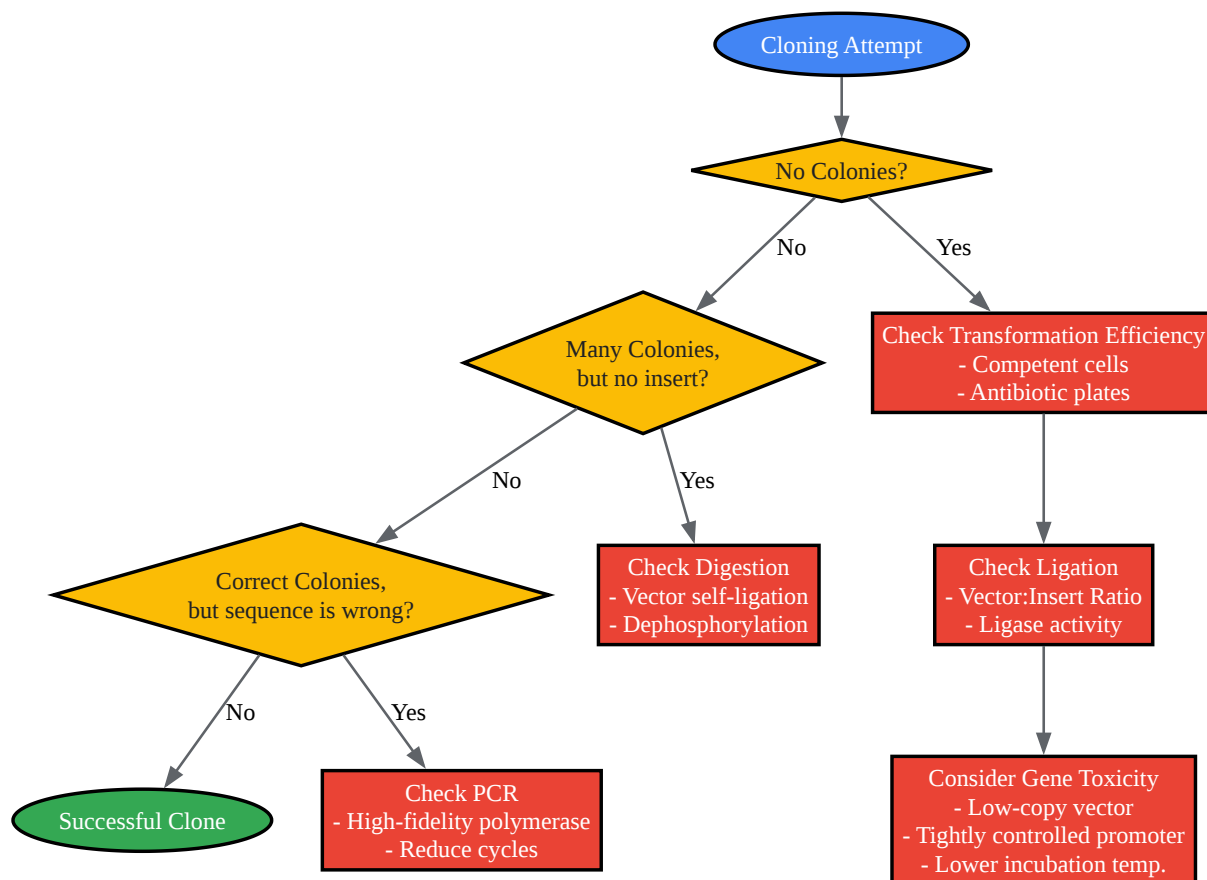 Cloning Attempt
No Colonies?
No
Yes
Many Colonies,
but no insert?
Check Transformation Efficiency
- Competent cells
- Antibiotic plates
No
Yes
Correct Colonies,
but sequence is wrong?
Check Digestion
- Vector self-ligation
- Dephosphorylation
Check Ligation
- Vector:Insert Ratio
- Ligase activity
No
Yes
Successful Clone
Check PCR
- High-fidelity polymerase
- Reduce cycles
Consider Gene Toxicity
- Low-copy vector
- Tightly controlled promoter
- Lower incubation temp.